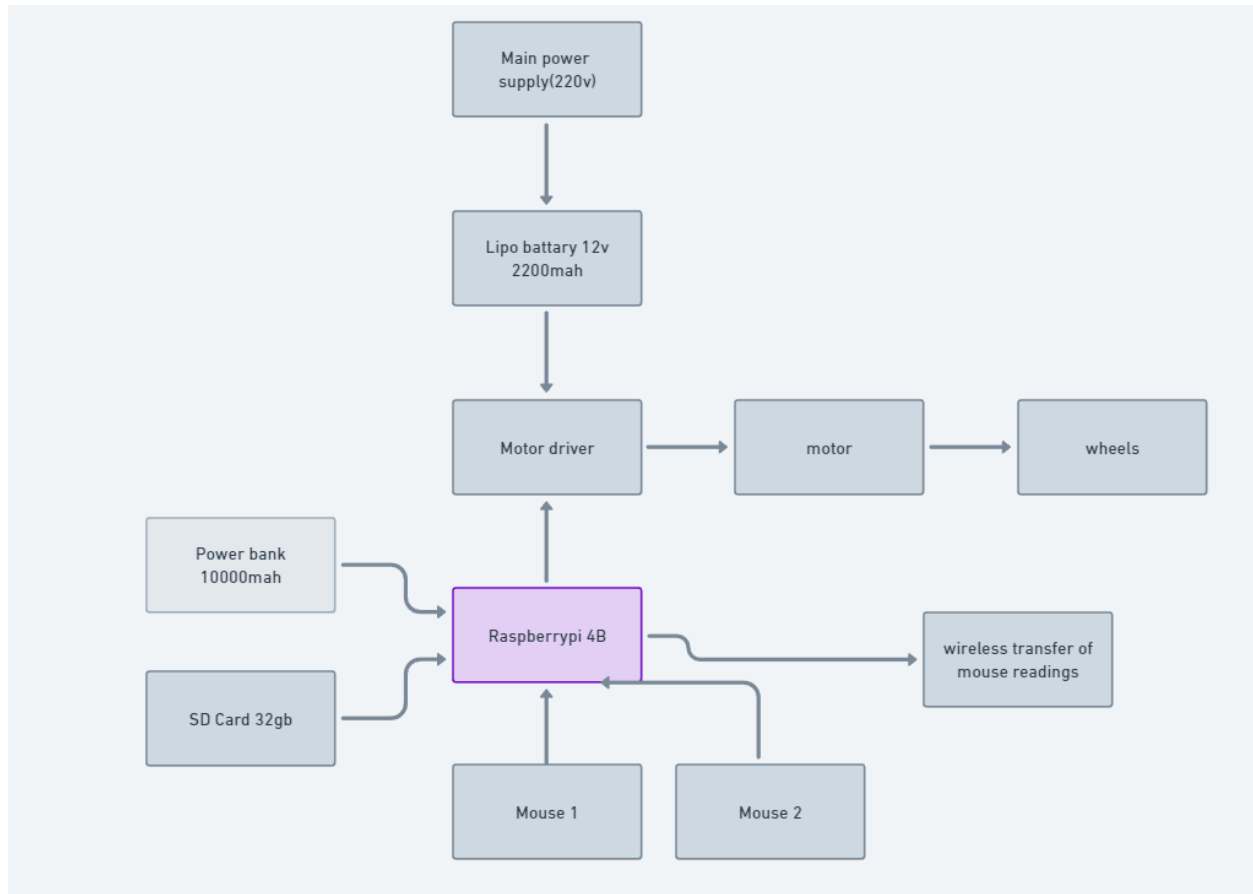 Main power
supply(220v)
Lipo battary 12v
2200mah
Motor driver
motor
wheels
Power bank
10000mah
Raspberrypi 4B
wireless transfer of
mouse readings
SD Card 32gb
Mouse 1
Mouse 2